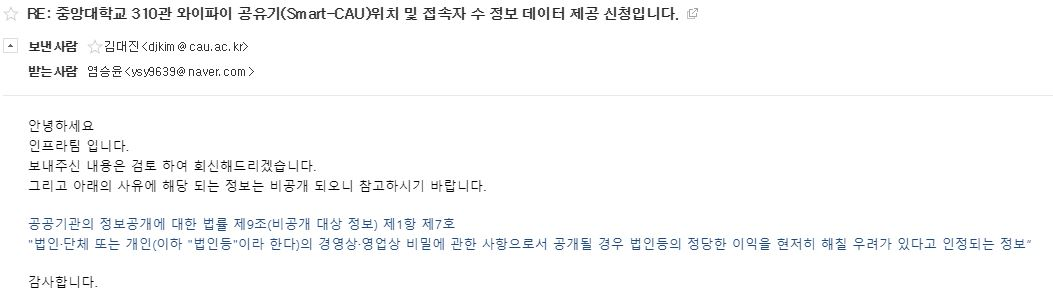 RE: 중앙대학교 310관 와이파이 공유기(Smart-CAU)위치 및 접속자 수 정보 데이터 제공 신청입니다.
보낸사람 김대진<djkim@cau.ac.kr>
받는사람 염승윤<ysy9639@naver.com>
안녕하세요
인프라팀 입니다.
보내주신 내용은 검토 하여 회신해드리겠습니다.
그리고 아래의 사유에 해당 되는 정보는 비공개 되오니 참고하시기 바랍니다.
공공기관의 정보공개에 대한 법률 제9조(비공개 대상 정보) 제1항 제7호
"법인·단체 또는 개인(이하 "법인등"이라 한다)의 경영상·영업상 비밀에 관한 사항으로서 공개될 경우 법인등의 정당한 이익을 현저히 해칠 우려가 있다고 인정되는 정보"
감사합니다.